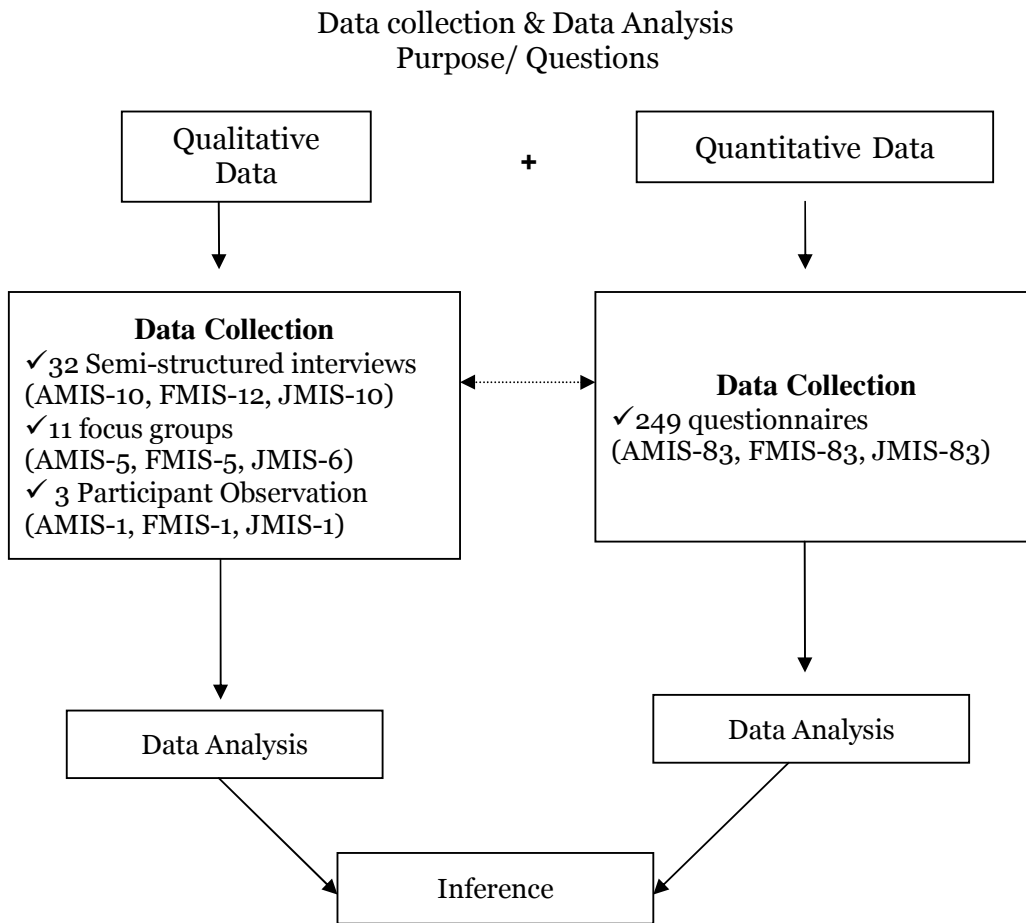 Data collection & Data Analysis
Purpose/ Questions
Qualitative
Data
+
Quantitative Data
Data Collection
✓32 Semi-structured interviews
(AMIS-10, FMIS-12, JMIS-10)
✓11 focus groups
(AMIS-5, FMIS-5, JMIS-6)
✓ 3 Participant Observation
(AMIS-1, FMIS-1, JMIS-1)
Data Collection
✓249 questionnaires
(AMIS-83, FMIS-83, JMIS-83)
Data Analysis
Data Analysis
Inference